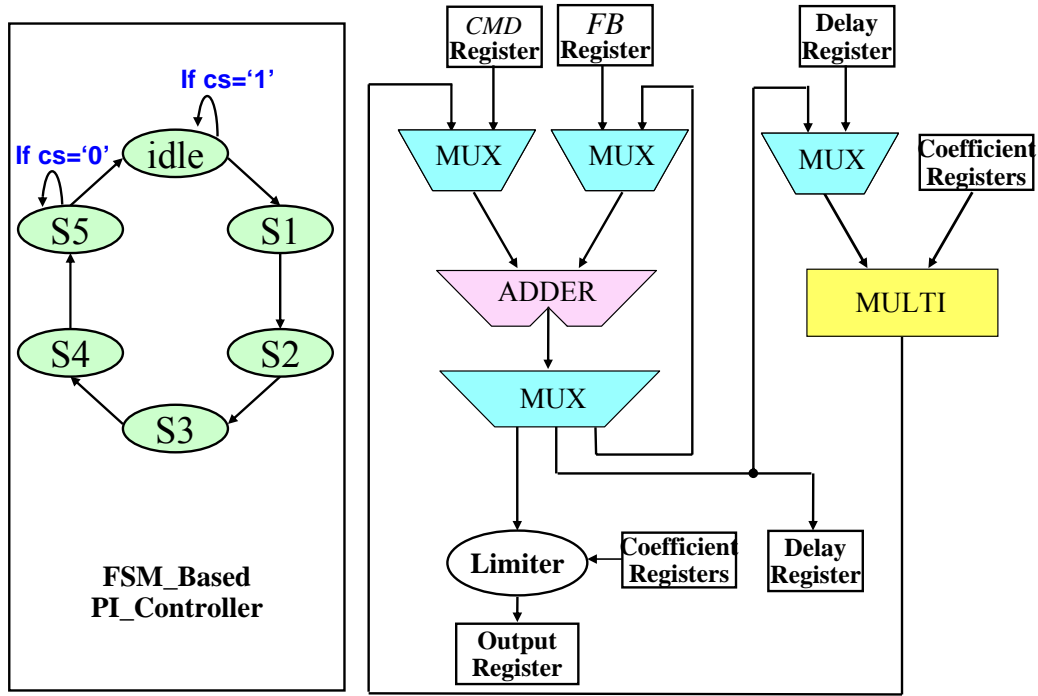 If cs=‘1’
If cs=‘0’
idle
S5
S1
S4
S2
S3
FSM_Based
PI_Controller
CMD
Register
FB
Register
Delay
Register
MUX
MUX
MUX
Coefficient
Registers
ADDER
MULTI
MUX
Limiter
Coefficient
Registers
Delay
Register
Output
Register